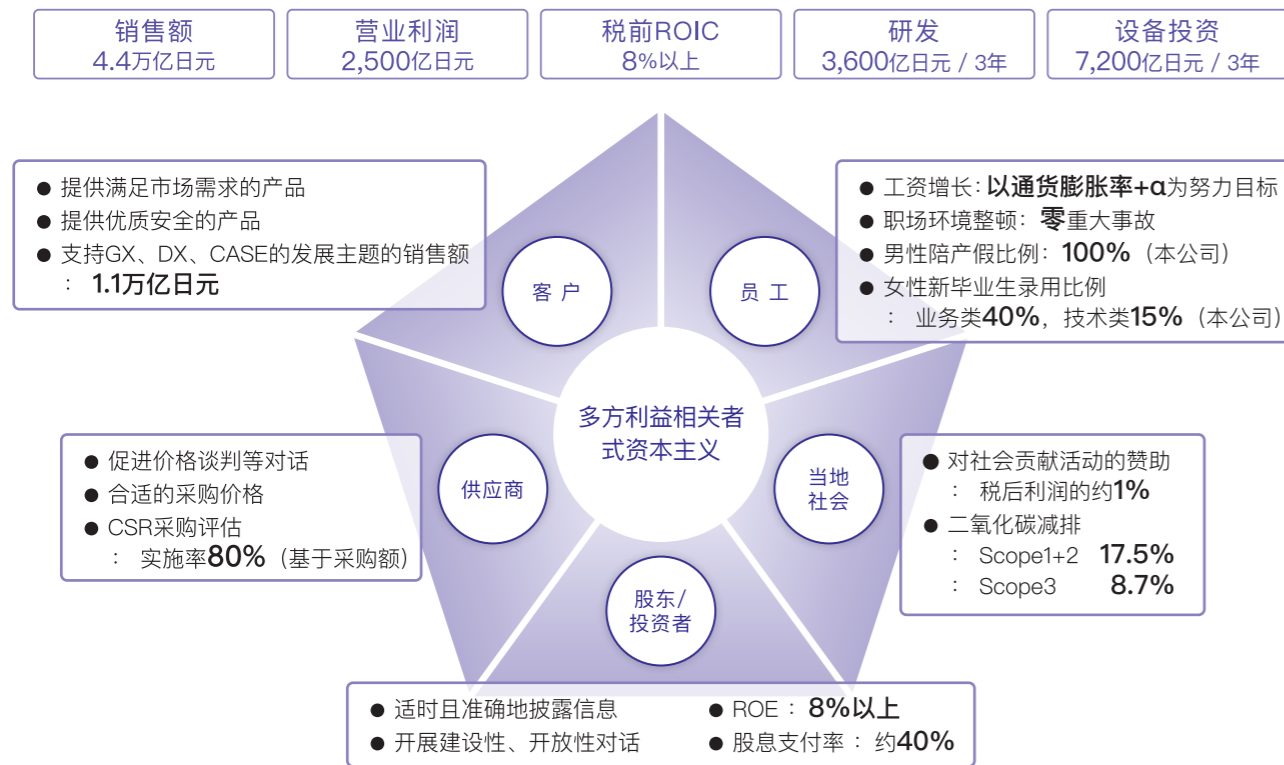 销售额
4.4万亿日元
营业利润
2,500亿日元
税前ROIC
8%以上
研发
3,600亿日元 / 3年
设备投资
7,200亿日元 / 3年
● 提供满足市场需求的产品
● 提供优质安全的产品
● 支持GX、DX、CASE的发展主题的销售额
： 1.1万亿日元
● 工资增长：以通货膨胀率+α为努力目标
● 职场环境整顿：零重大事故
● 男性陪产假比例：100%（本公司）
● 女性新毕业生录用比例
： 业务类40%，技术类15%（本公司）
客 户
员 工
多方利益相关者
式资本主义
● 促进价格谈判等对话
● 合适的采购价格
● CSR采购评估
： 实施率80%（基于采购额）
供应商
当地
社会
● 对社会贡献活动的赞助
： 税后利润的约1%
● 二氧化碳减排
： Scope1+2 17.5%
： Scope3 8.7%
股东/
投资者
● 适时且准确地披露信息
● 开展建设性、开放性对话
● ROE ： 8%以上
● 股息支付率 ： 约40%